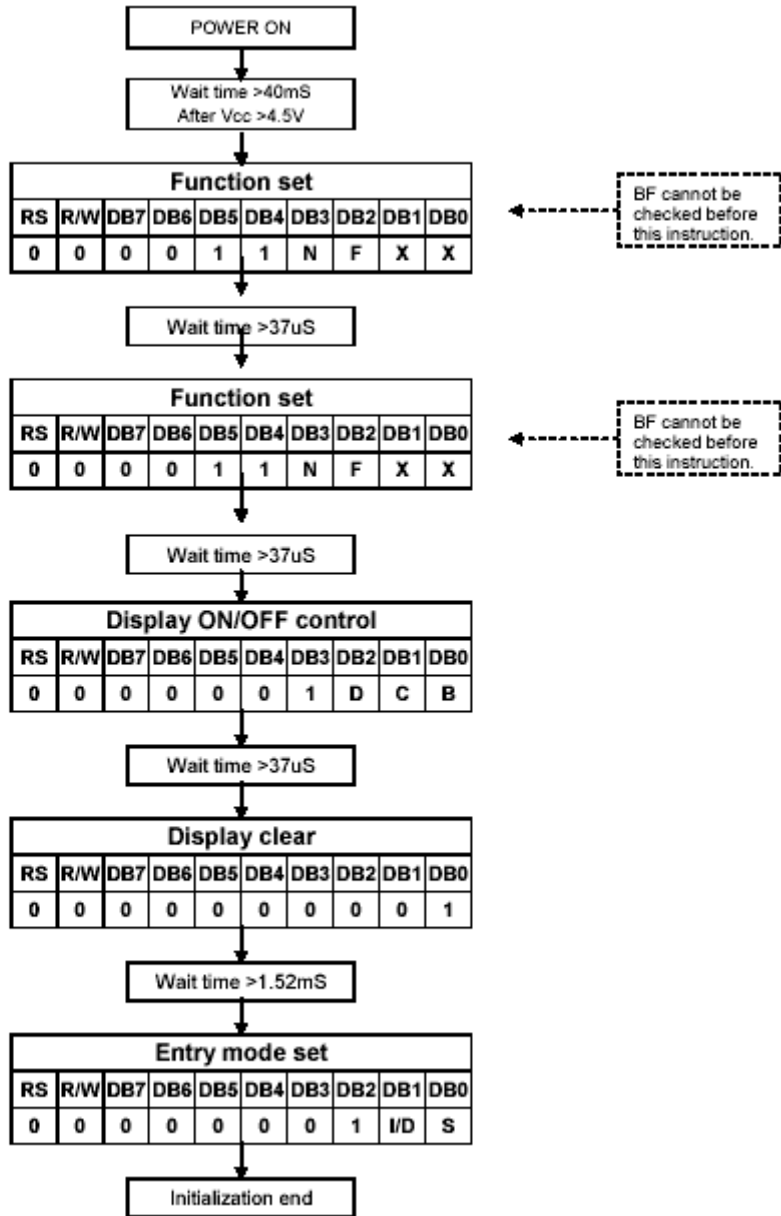 POWER ON
Wait time >40mS
After Vcc >4.5V
Function set
RS R/W DB7 DB6 DB5 DB4 DB3 DB2 DB1 DB0
0 0 0 0 1 1 N F X X
BF cannot be
checked before
this instruction.
Wait time >37uS
Function set
RS R/W DB7 DB6 DB5 DB4 DB3 DB2 DB1 DB0
0 0 0 0 1 1 N F X X
BF cannot be
checked before
this instruction.
Wait time >37uS
Display ON/OFF control
RS R/W DB7 DB6 DB5 DB4 DB3 DB2 DB1 DB0
0 0 0 0 0 0 1 D C B
Wait time >37uS
Display clear
RS R/W DB7 DB6 DB5 DB4 DB3 DB2 DB1 DB0
0 0 0 0 0 0 0 0 0 1
Wait time >1.52mS
Entry mode set
RS R/W DB7 DB6 DB5 DB4 DB3 DB2 DB1 DB0
0 0 0 0 0 0 0 1 I/D S
Initialization end